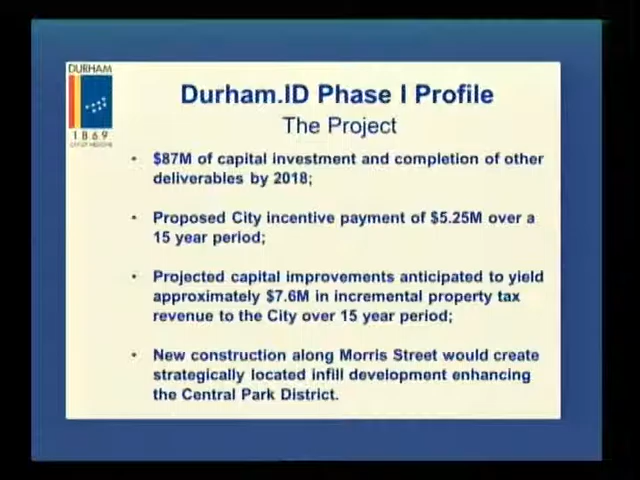 DURHAM
1869
CITY OF MEDICINE
Durham.ID Phase I Profile
The Project
• $87M of capital investment and completion of other
deliverables by 2018;
• Proposed City incentive payment of $5.25M over a
15 year period;
• Projected capital improvements anticipated to yield
approximately $7.6M in incremental property tax
revenue to the City over 15 year period;
• New construction along Morris Street would create
strategically located infill development enhancing
the Central Park District.